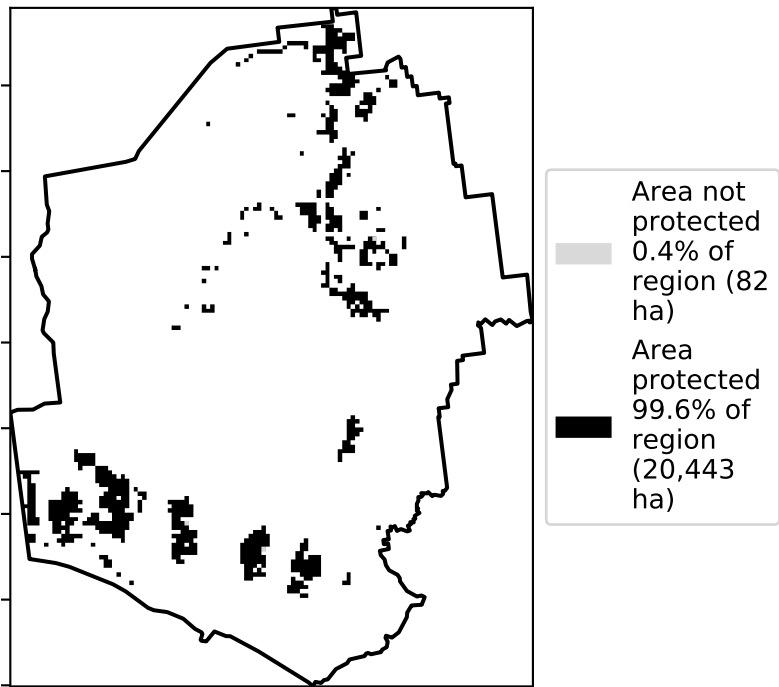 Area not
protected
0.4% of
region (82
ha)
Area
protected
99.6% of
region
(20,443
ha)